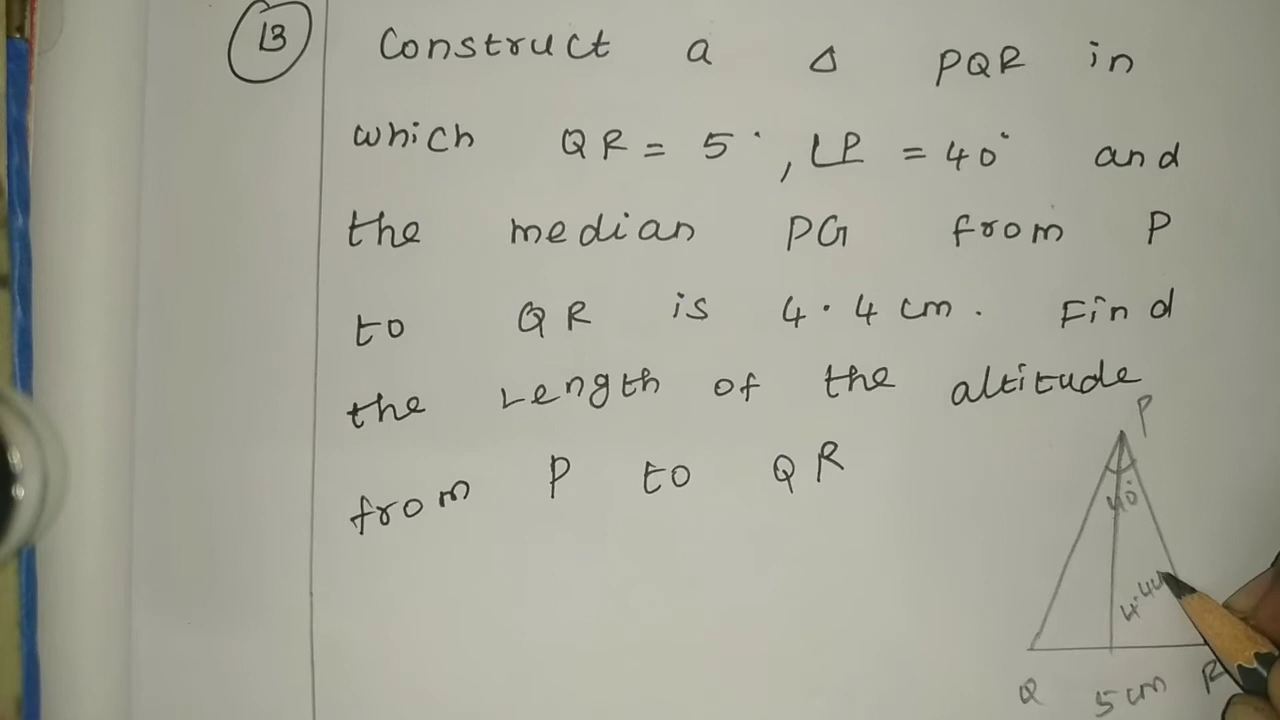 13 Construct a △ PQR in
which QR = 5˙, ∠P = 40° and
the median PG from P
to QR is 4.4 cm. Find
the Length of the altitude
from P to QR
P
40°
4.4c
Q 5cm R